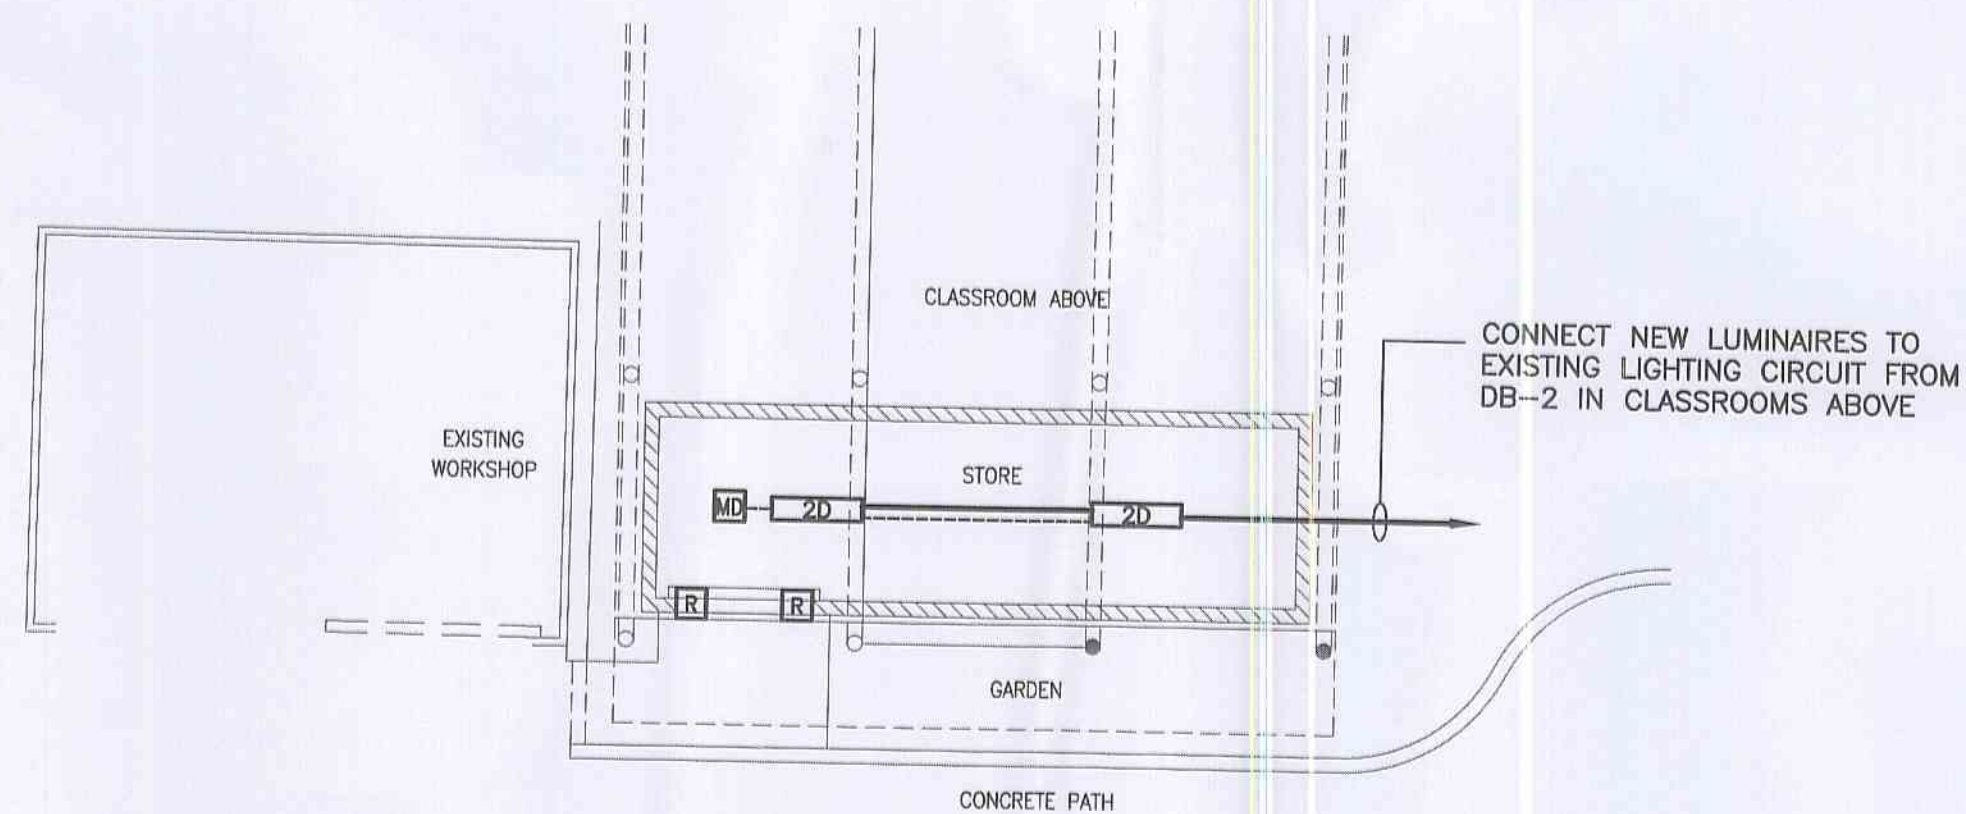 CLASSROOM ABOVE
CONNECT NEW LUMINAIRES TO
EXISTING LIGHTING CIRCUIT FROM
DB-2 IN CLASSROOMS ABOVE
EXISTING
WORKSHOP
STORE
MD
2D
2D
R
R
GARDEN
CONCRETE PATH